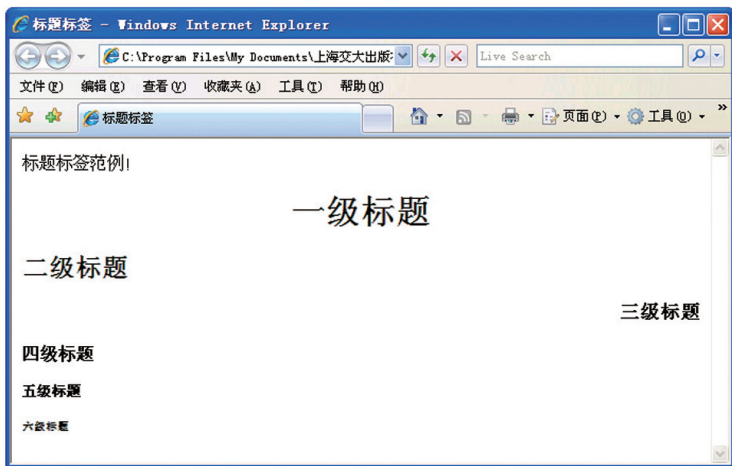 标题标签 - Windows Internet Explorer
C:\Program Files\My Documents\上海交大出版
Live Search
文件(F) 编辑(E) 查看(V) 收藏夹(A) 工具(T) 帮助(H)
标题标签 页面(P) 工具(O) »
标题标签范例!
一级标题
二级标题
三级标题
四级标题
五级标题
六级标题